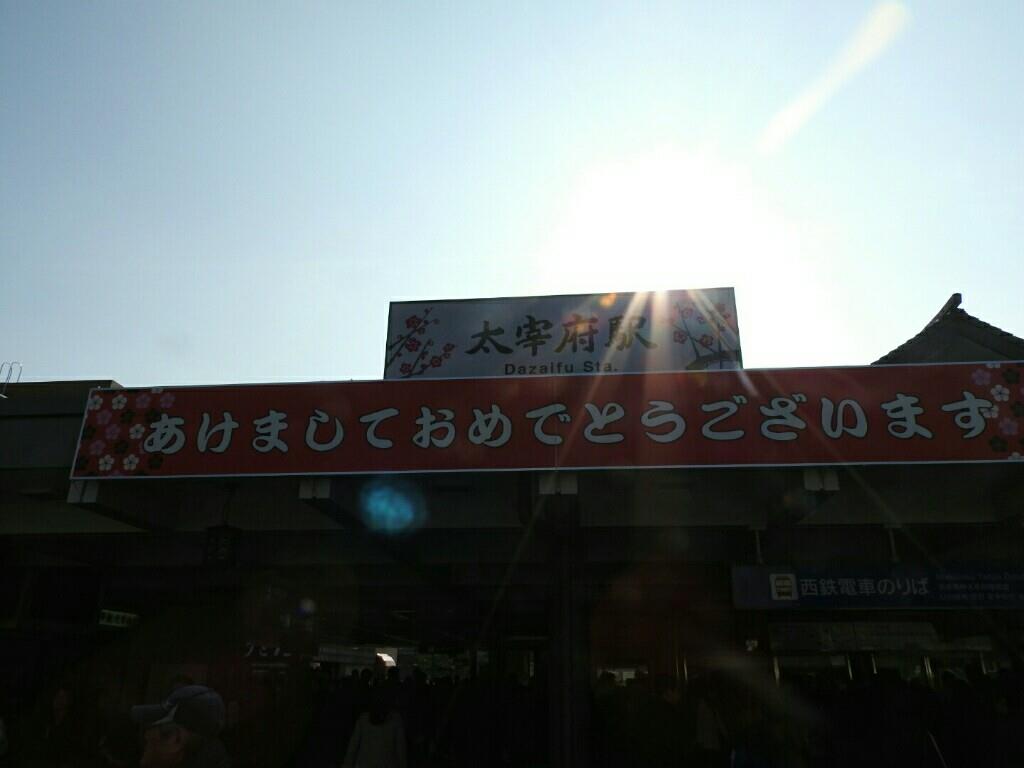 太宰府駅
Dazaifu Sta.
あけましておめでとうございます
西鉄電車のりば